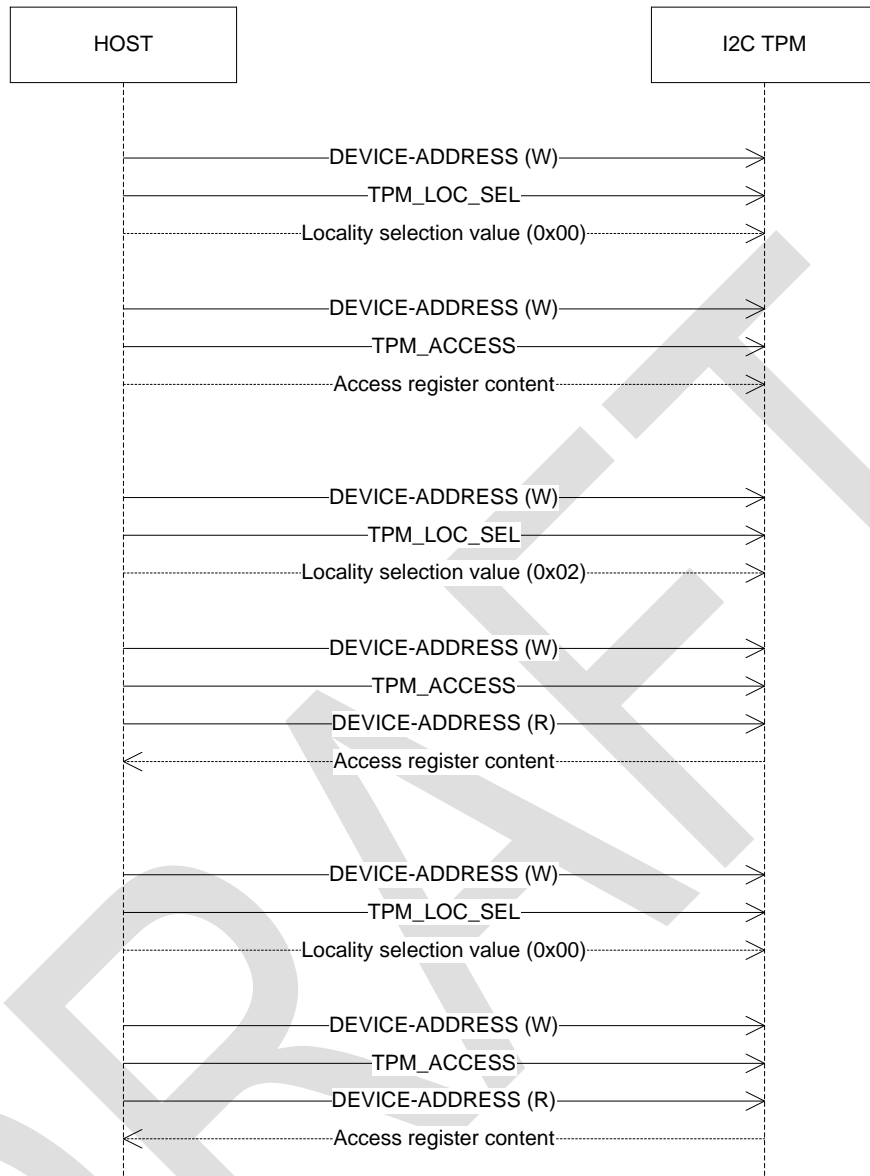 HOST
I2C TPM
DEVICE-ADDRESS (W)
TPM_LOC_SEL
Locality selection value (0x00)
DEVICE-ADDRESS (W)
TPM_ACCESS
Access register content
DEVICE-ADDRESS (W)
TPM_LOC_SEL
Locality selection value (0x02)
DEVICE-ADDRESS (W)
TPM_ACCESS
DEVICE-ADDRESS (R)
Access register content
DEVICE-ADDRESS (W)
TPM_LOC_SEL
Locality selection value (0x00)
DEVICE-ADDRESS (W)
TPM_ACCESS
DEVICE-ADDRESS (R)
Access register content
DRAFT